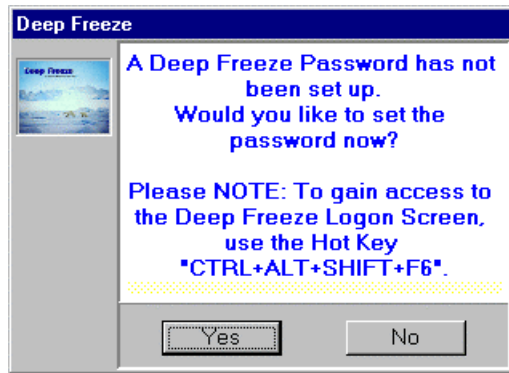 Deep Freeze
Deep Freeze
A Deep Freeze Password has not
been set up.
Would you like to set the
password now?
Please NOTE: To gain access to
the Deep Freeze Logon Screen,
use the Hot Key
"CTRL+ALT+SHIFT+F6".
Yes
No